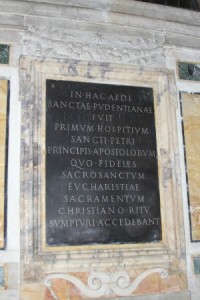 IN HAC AEDE
SANCTAE·PVDENTIANAE
FVIT
PRIMVM HOSPITIVM
SANCTI·PETRI
PRINCIPIS·APOSTOLORVM
QVO·FIDELES
SACROSANCTVM
EVCHARISTIAE
SACRAMENTVM
CHRISTIANO·RITV
SVMPTVRI·ACCEDEBANT